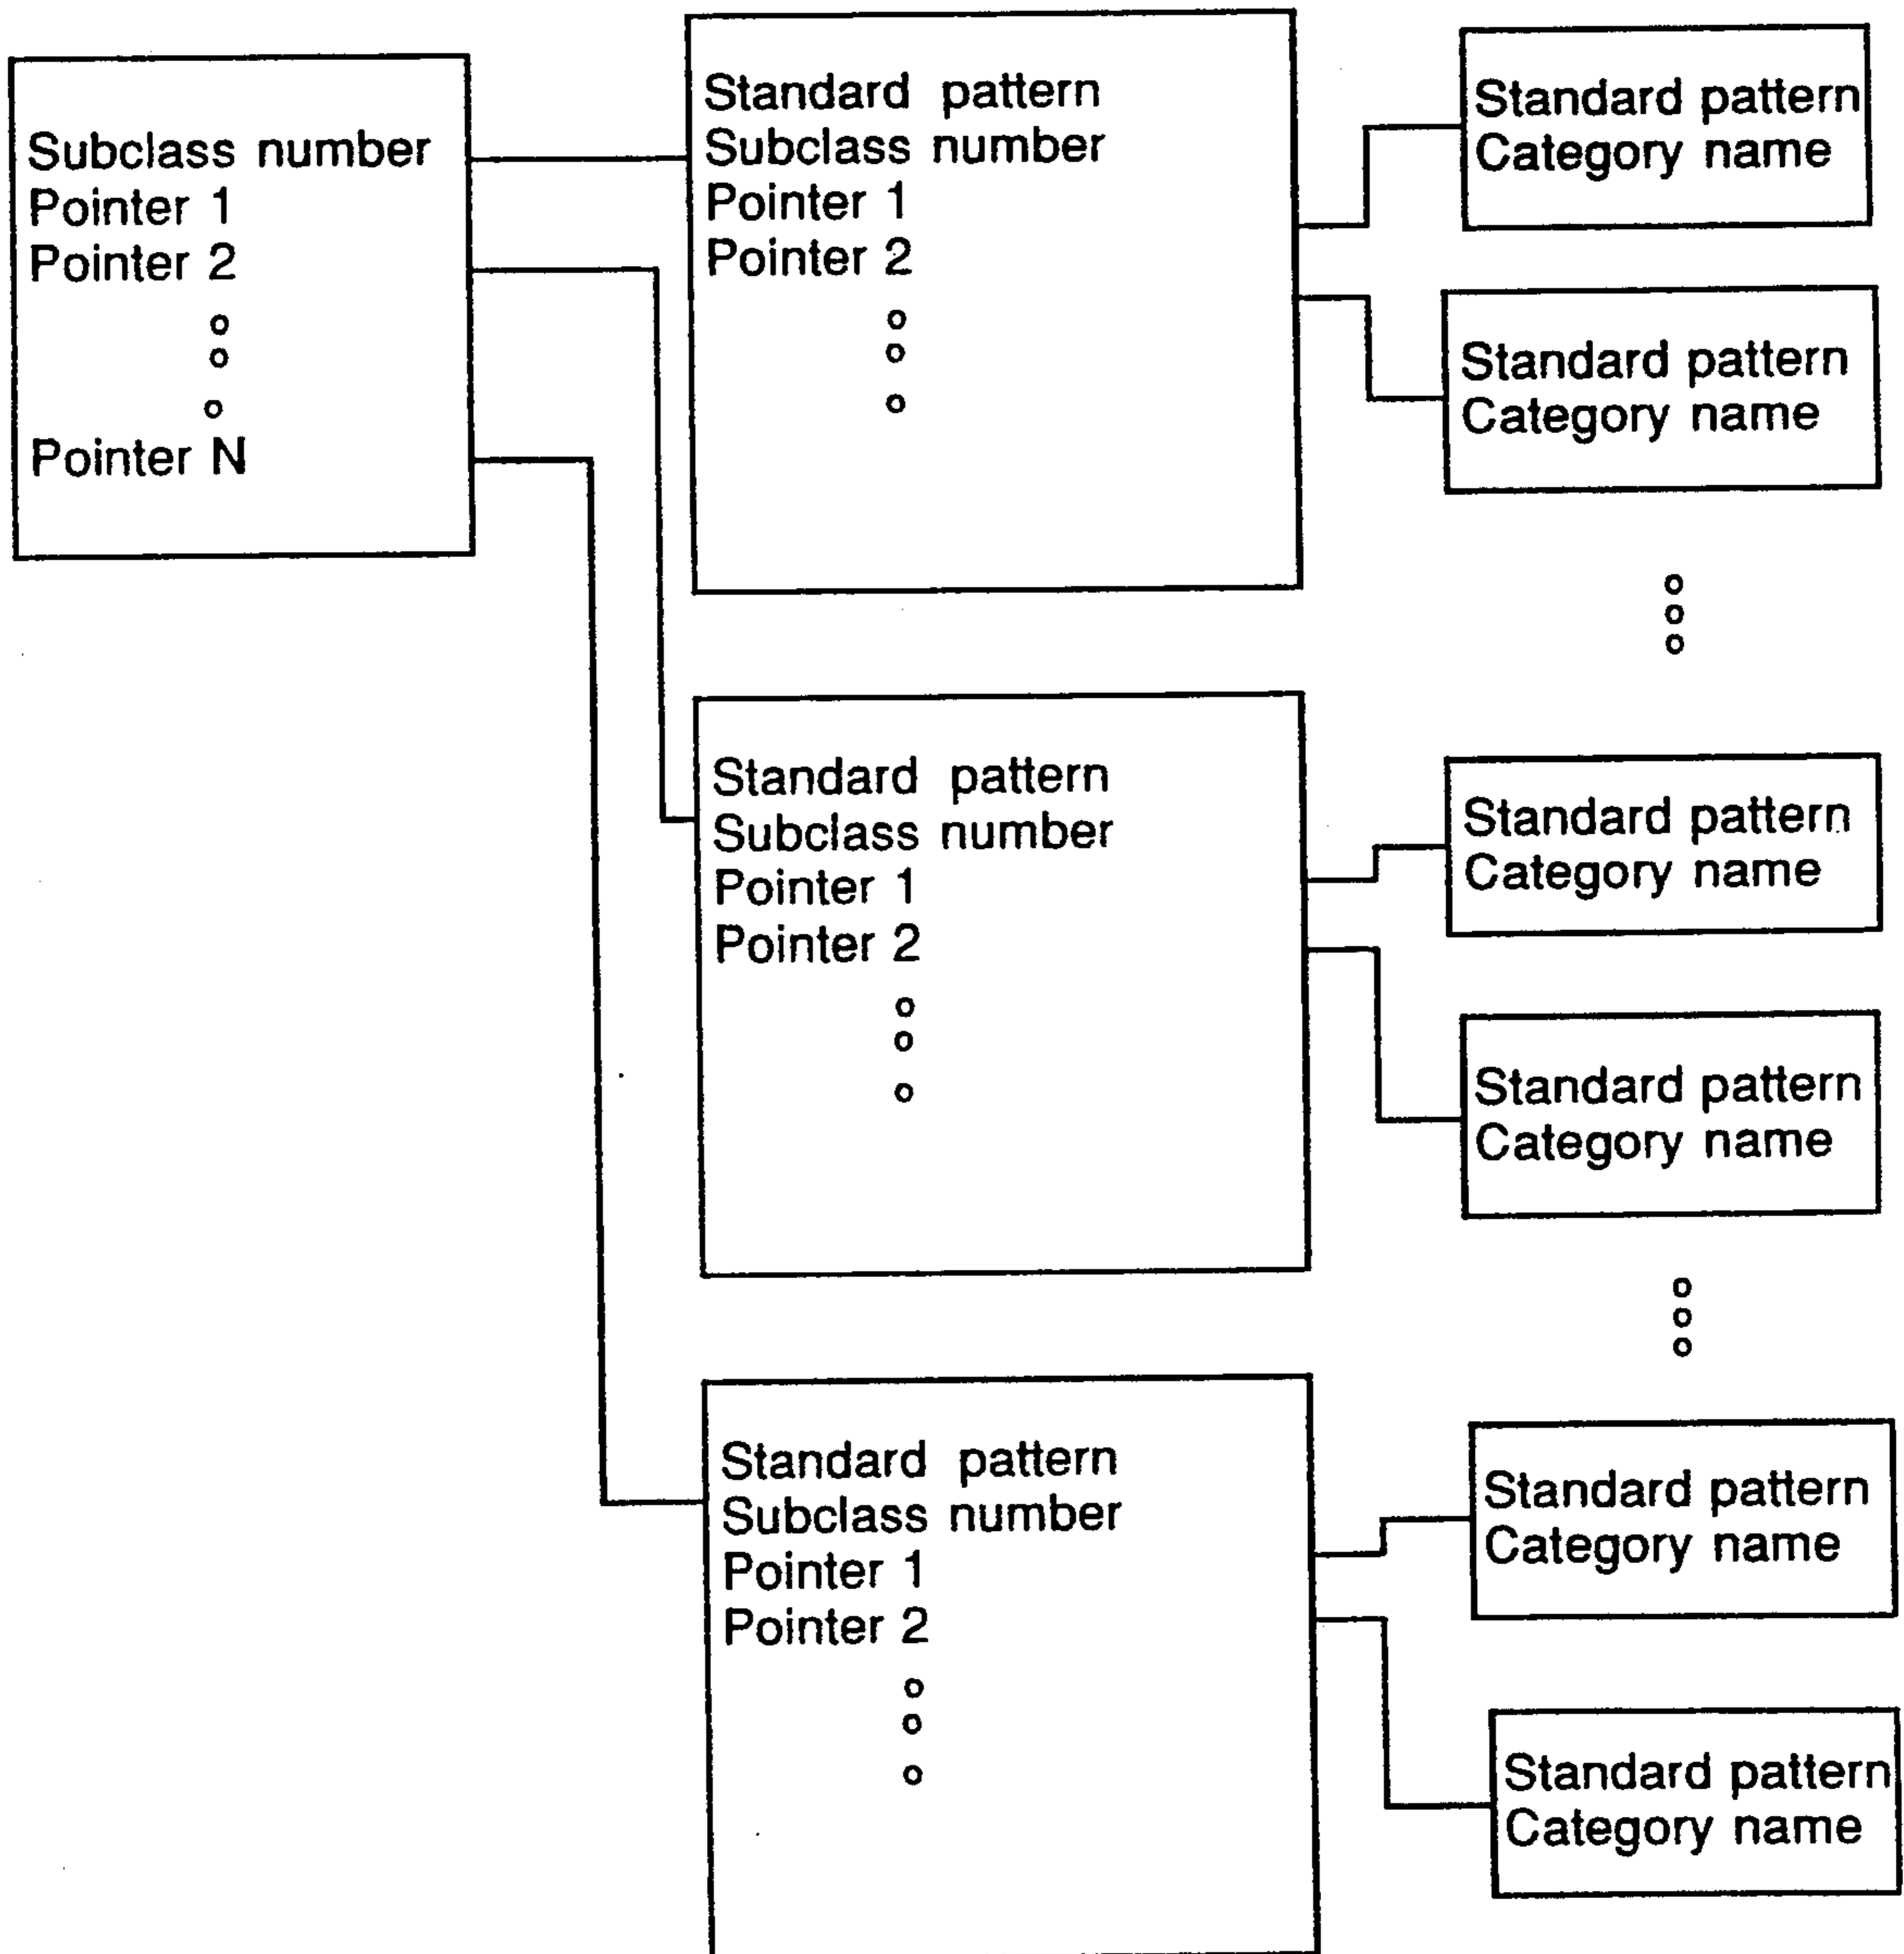 Subclass number
Pointer 1
Pointer 2
Pointer N
Standard pattern
Subclass number
Pointer 1
Pointer 2
Standard pattern
Category name
Standard pattern
Category name
Standard pattern
Subclass number
Pointer 1
Pointer 2
Standard pattern
Category name
Standard pattern
Category name
Standard pattern
Subclass number
Pointer 1
Pointer 2
Standard pattern
Category name
Standard pattern
Category name